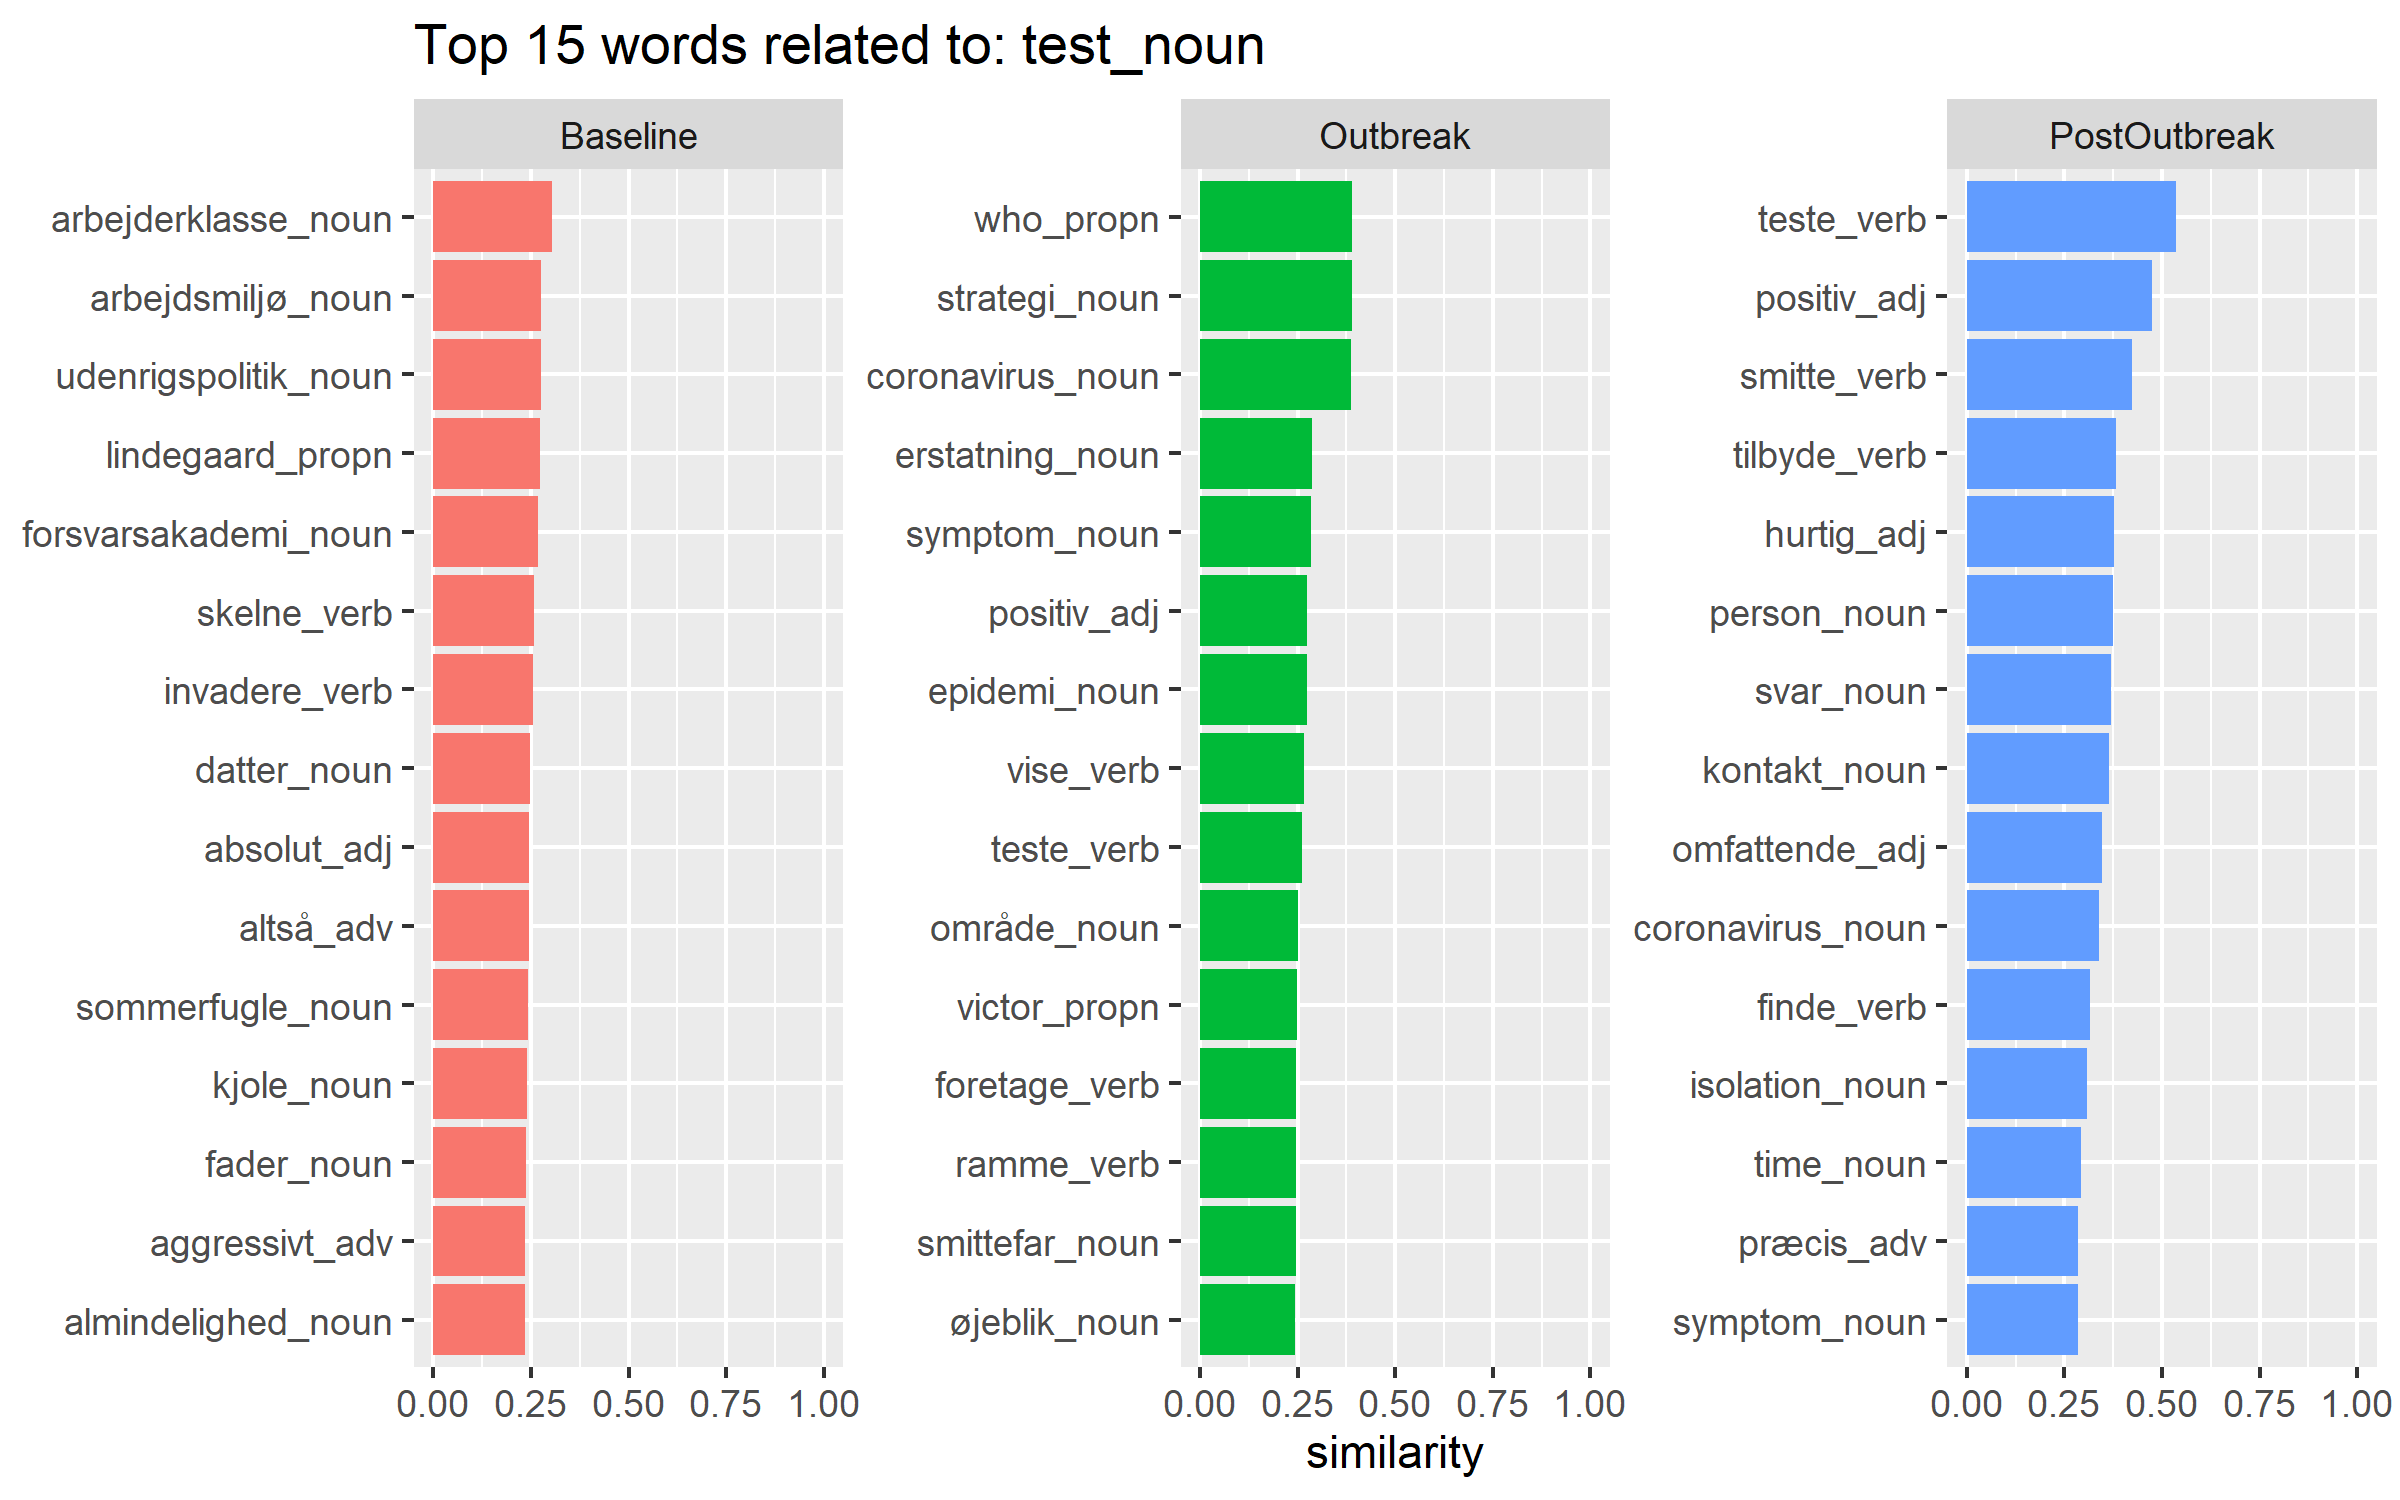 Top 15 words related to: test_noun
Baseline
arbejderklasse_noun
arbejdsmiljø_noun
udenrigspolitik_noun
lindegaard_propn
forsvarsakademi_noun
skelne_verb
invadere_verb
datter_noun
absolut_adj
altså_adv
sommerfugle_noun
kjole_noun
fader_noun
aggressivt_adv
almindelighed_noun
0.00 0.25 0.50 0.75 1.00
Outbreak
who_propn
strategi_noun
coronavirus_noun
erstatning_noun
symptom_noun
positiv_adj
epidemi_noun
vise_verb
teste_verb
område_noun
victor_propn
foretage_verb
ramme_verb
smittefar_noun
øjeblik_noun
0.00 0.25 0.50 0.75 1.00
PostOutbreak
teste_verb
positiv_adj
smitte_verb
tilbyde_verb
hurtig_adj
person_noun
svar_noun
kontakt_noun
omfattende_adj
coronavirus_noun
finde_verb
isolation_noun
time_noun
præcis_adv
symptom_noun
0.00 0.25 0.50 0.75 1.00
similarity